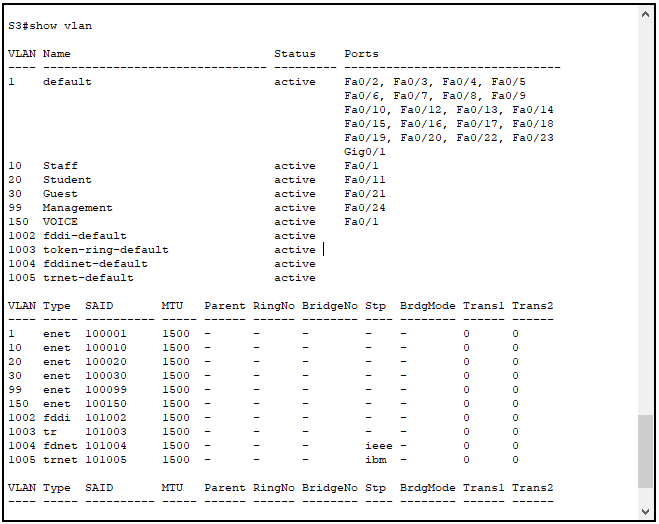 S3#show vlan
VLAN Name                             Status    Ports
---- -------------------------------- --------- -------------------------------
1    default                          active    Fa0/2, Fa0/3, Fa0/4, Fa0/5
                                                Fa0/6, Fa0/7, Fa0/8, Fa0/9
                                                Fa0/10, Fa0/12, Fa0/13, Fa0/14
                                                Fa0/15, Fa0/16, Fa0/17, Fa0/18
                                                Fa0/19, Fa0/20, Fa0/22, Fa0/23
                                                Gig0/1
10   Staff                            active    Fa0/1
20   Student                          active    Fa0/11
30   Guest                            active    Fa0/21
99   Management                       active    Fa0/24
150  VOICE                            active    Fa0/1
1002 fddi-default                     active
1003 token-ring-default               active
1004 fddinet-default                  active
1005 trnet-default                    active
VLAN Type  SAID       MTU   Parent RingNo BridgeNo Stp  BrdgMode Trans1 Trans2
---- ----- ---------- ----- ------ ------ -------- ---- -------- ------ ------
1    enet  100001     1500  -      -      -        -    -        0      0
10   enet  100010     1500  -      -      -        -    -        0      0
20   enet  100020     1500  -      -      -        -    -        0      0
30   enet  100030     1500  -      -      -        -    -        0      0
99   enet  100099     1500  -      -      -        -    -        0      0
150  enet  100150     1500  -      -      -        -    -        0      0
1002 fddi  101002     1500  -      -      -        -    -        0      0
1003 tr    101003     1500  -      -      -        -    -        0      0
1004 fdnet 101004     1500  -      -      -        ieee -        0      0
1005 trnet 101005     1500  -      -      -        ibm  -        0      0
VLAN Type  SAID       MTU   Parent RingNo BridgeNo Stp  BrdgMode Trans1 Trans2
---- ----- ---------- ----- ------ ------ -------- ---- -------- ------ ------